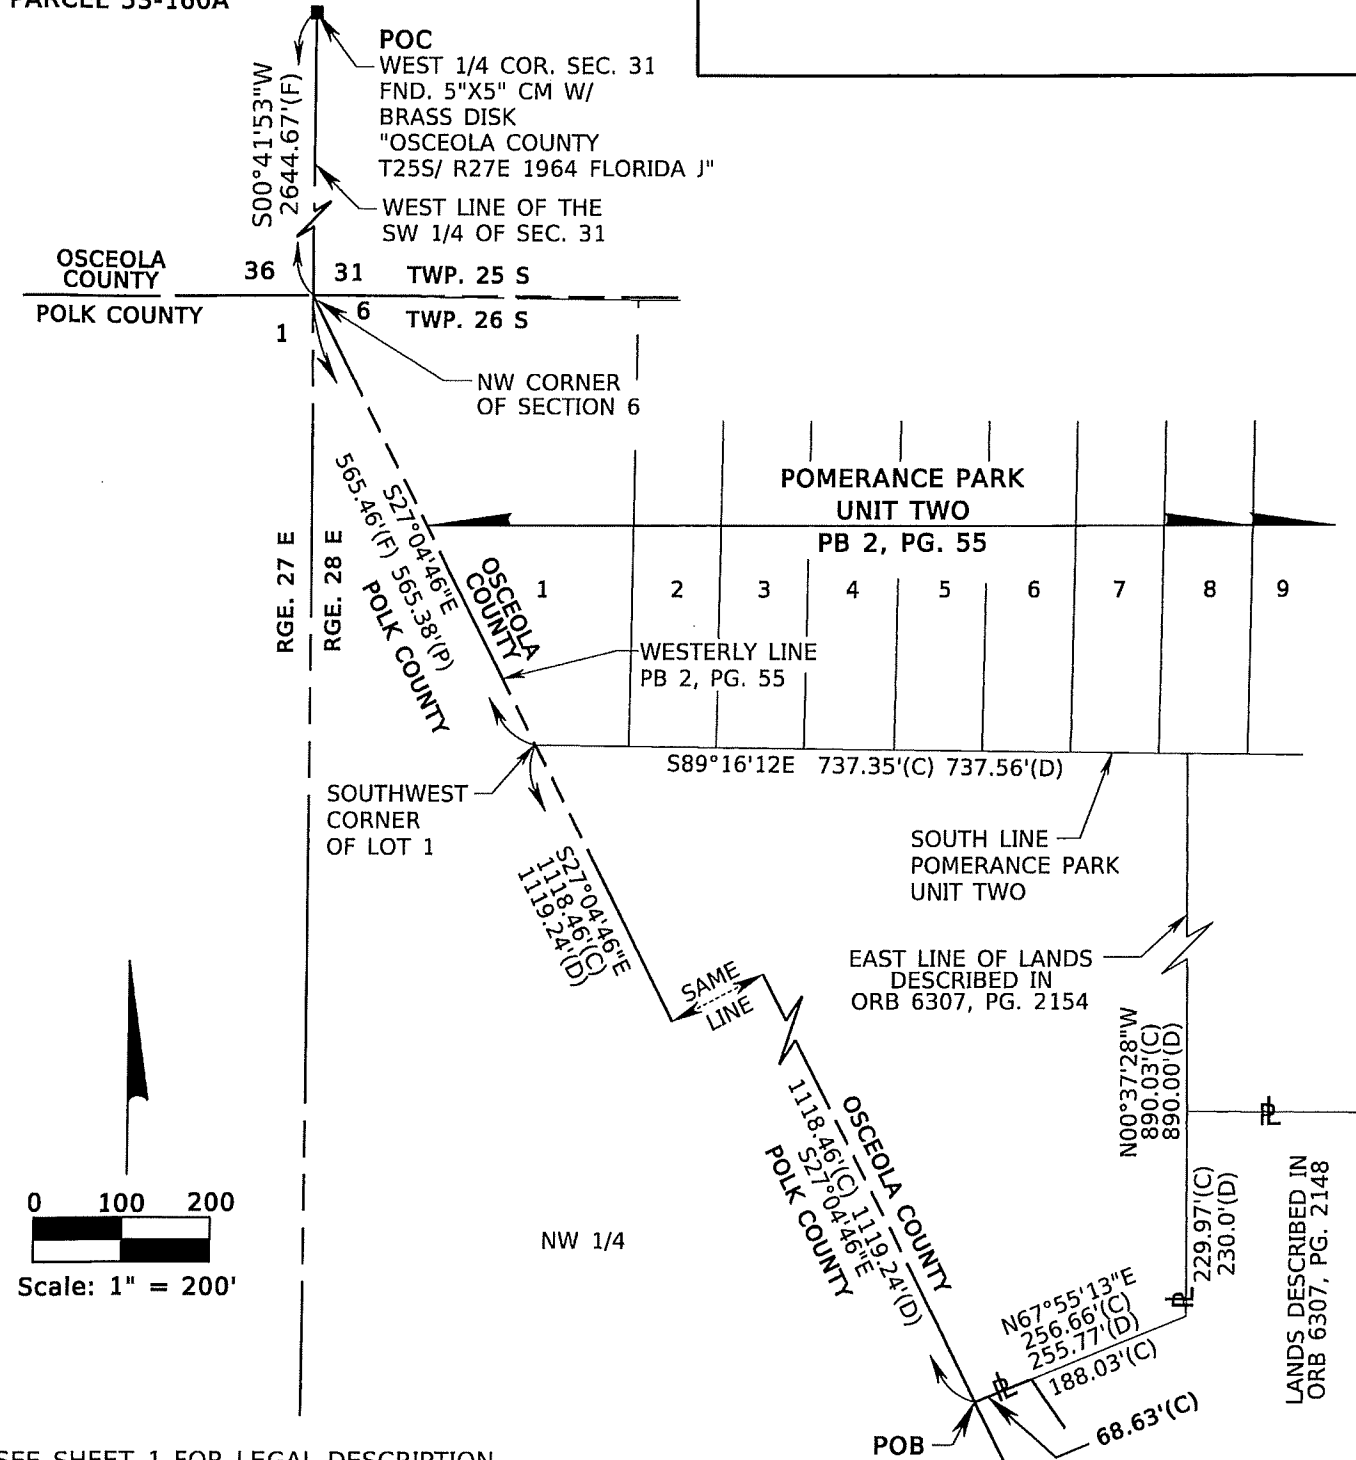 PARCEL 5S-160A
POC
WEST 1/4 COR. SEC. 31
FND. 5"X5" CM W/
BRASS DISK
"OSCEOLA COUNTY
T25S/ R27E 1964 FLORIDA J"
S00°41'53"W
2644.67'(F)
WEST LINE OF THE
SW 1/4 OF SEC. 31
OSCEOLA
COUNTY
36
31
TWP. 25 S
POLK COUNTY
1
6
TWP. 26 S
NW CORNER
OF SECTION 6
POMERANCE PARK
UNIT TWO
PB 2, PG. 55
1
2
3
4
5
6
7
8
9
RGE. 27 E
RGE. 28 E
S27°04'46"E
565.46'(F) 565.38'(P)
POLK COUNTY
OSCEOLA
COUNTY
WESTERLY LINE
PB 2, PG. 55
S89°16'12E 737.35'(C) 737.56'(D)
SOUTHWEST
CORNER
OF LOT 1
SOUTH LINE
POMERANCE PARK
UNIT TWO
S27°04'46"E
1118.46'(C)
1119.24'(D)
EAST LINE OF LANDS
DESCRIBED IN
ORB 6307, PG. 2154
SAME
LINE
N00°37'28"W
890.03'(C)
890.00'(D)
PL
OSCEOLA COUNTY
1118.46'(C) 1119.24'(D)
S27°04'46"E
POLK COUNTY
229.97'(C)
230.0'(D)
LANDS DESCRIBED IN
ORB 6307, PG. 2148
0 100 200
Scale: 1" = 200'
NW 1/4
PL
N67°55'13"E
256.66'(C)
255.77'(D)
188.03'(C)
PL
68.63'(C)
POB
SEE SHEET 1 FOR LEGAL DESCRIPTION